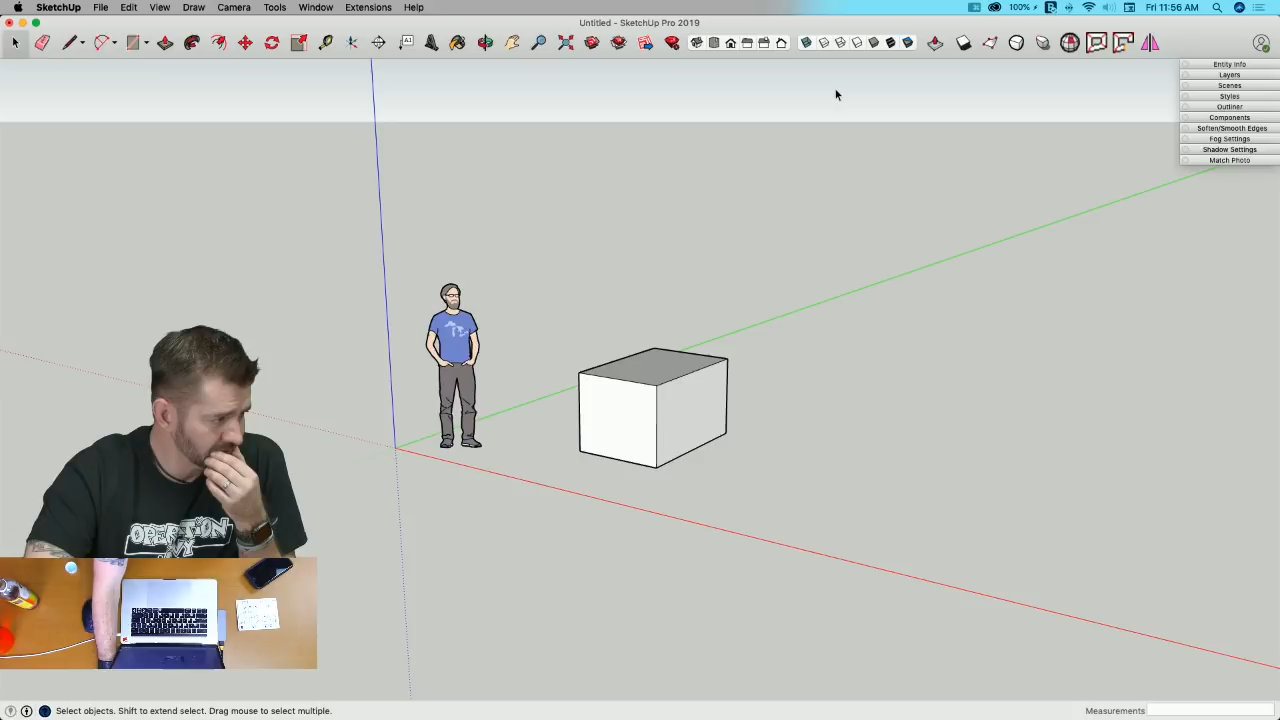 SketchUp File Edit View Draw Camera Tools Window Extensions Help
100% Fri 11:56 AM
Untitled - SketchUp Pro 2019
Entity Info
Layers
Scenes
Styles
Outliner
Components
Soften/Smooth Edges
Fog Settings
Shadow Settings
Match Photo
OPERATION
IVY
Select objects. Shift to extend select. Drag mouse to select multiple.
Measurements